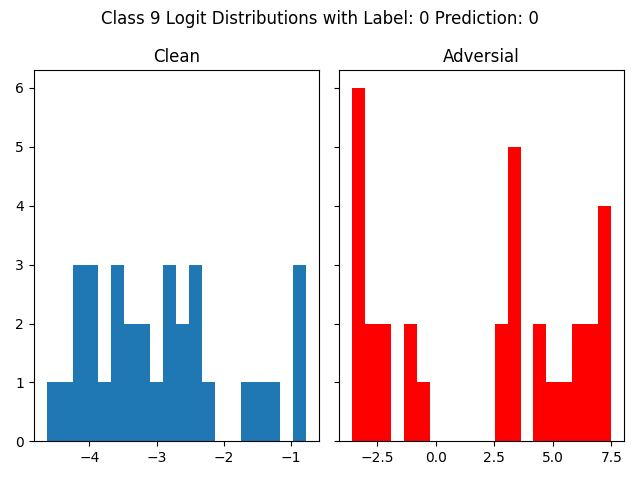 Class 9 Logit Distributions with Label: 0 Prediction: 0
Clean
Adversial
6
5
4
3
2
1
0
−4 −3 −2 −1
−2.5 0.0 2.5 5.0 7.5